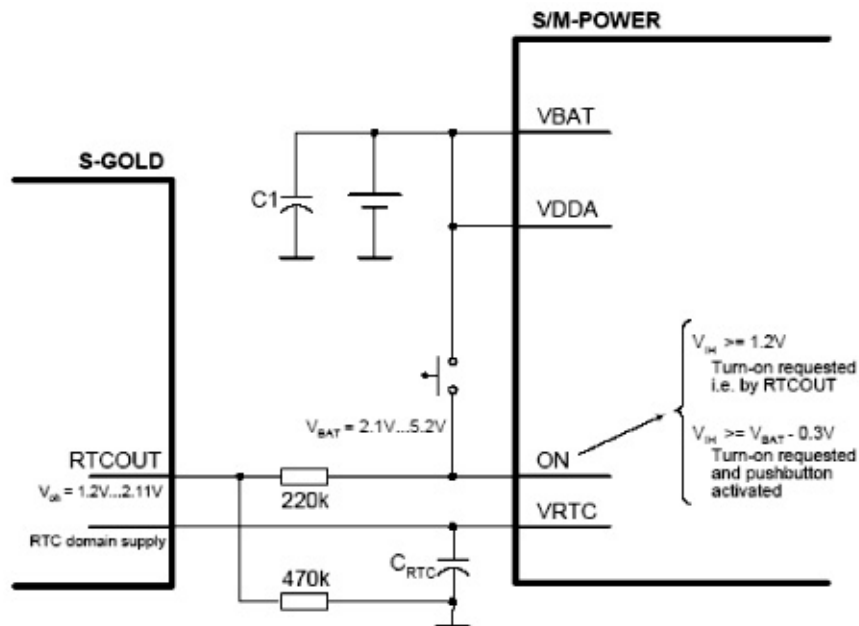 S/M-POWER
VBAT
S-GOLD
C1
VDDA
V_IH >= 1.2V
Turn-on requested
i.e. by RTCOUT
V_BAT = 2.1V...5.2V
V_IH >= V_BAT - 0.3V
Turn-on requested
and pushbutton
activated
RTCOUT
ON
V_oh = 1.2V...2.11V
220k
VRTC
RTC domain supply
C_RTC
470k